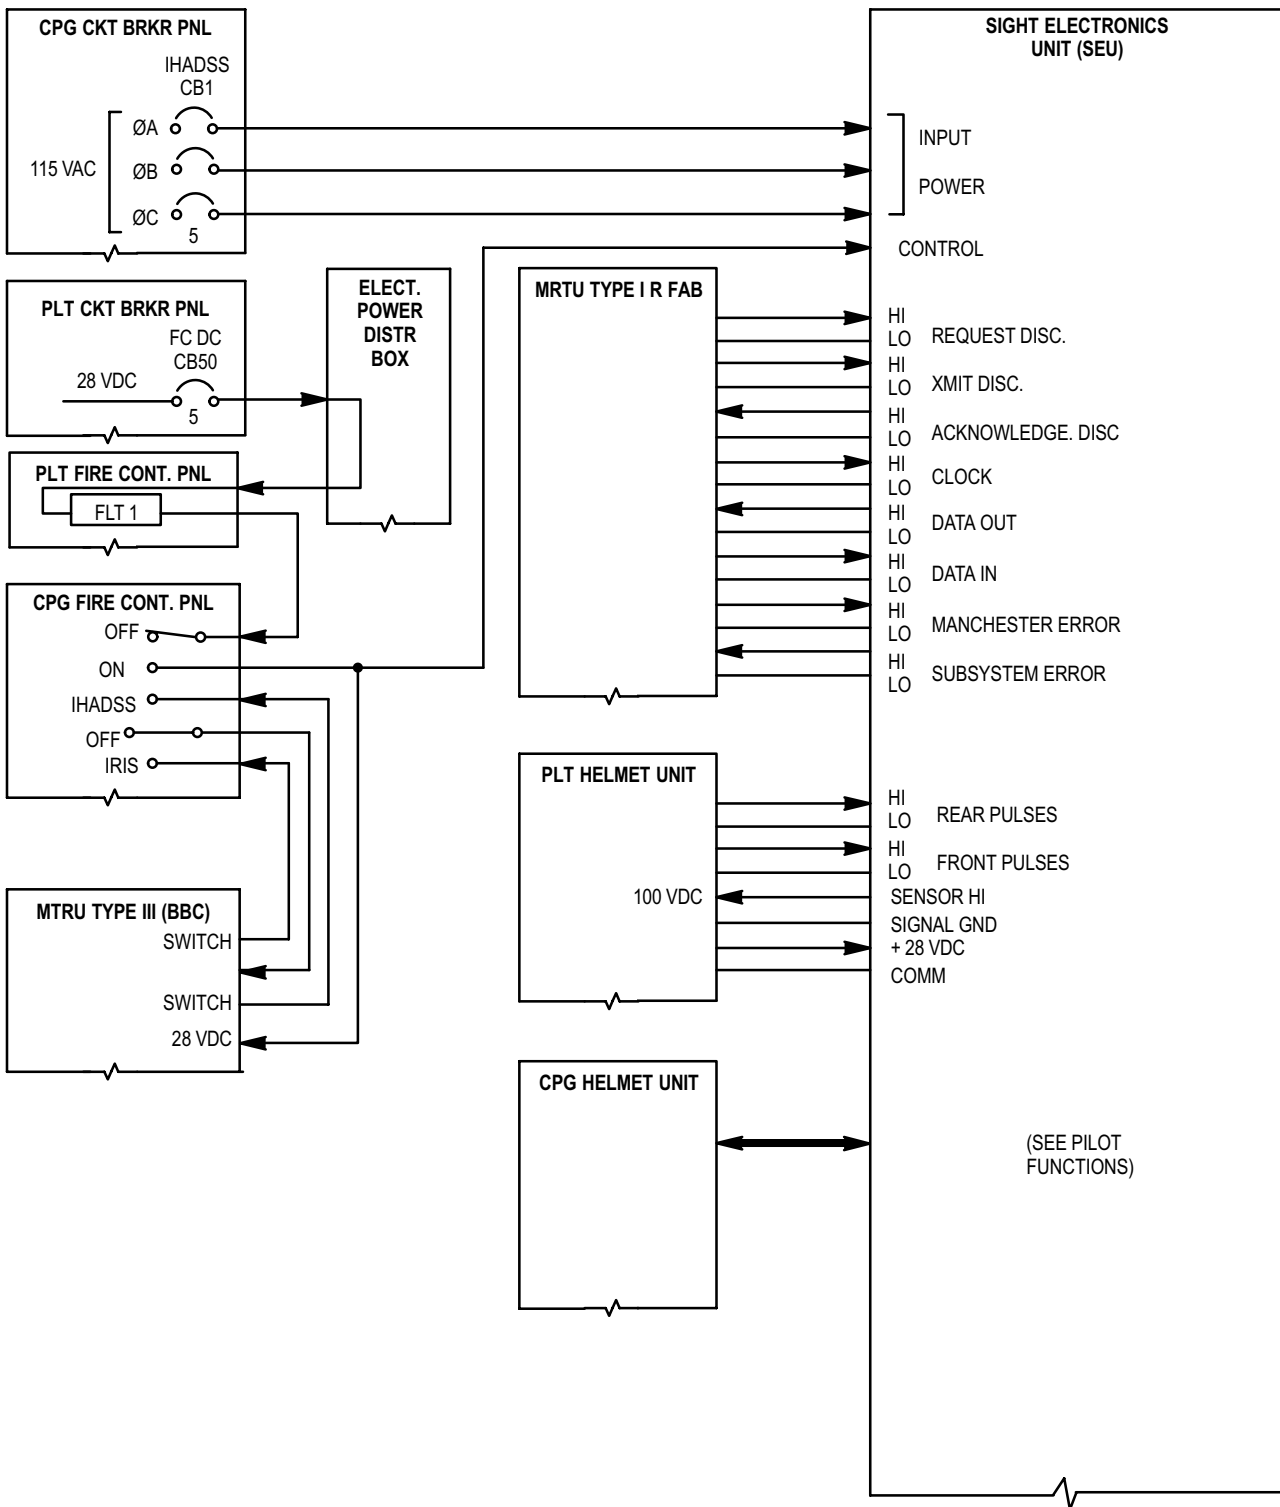 CPG CKT BRKR PNL
IHADSS
CB1
ØA
115 VAC
ØB
ØC
5
PLT CKT BRKR PNL
FC DC
CB50
28 VDC
5
ELECT.
POWER
DISTR
BOX
PLT FIRE CONT. PNL
FLT 1
CPG FIRE CONT. PNL
OFF
ON
IHADSS
OFF
IRIS
MTRU TYPE III (BBC)
SWITCH
SWITCH
28 VDC
MRTU TYPE I R FAB
PLT HELMET UNIT
100 VDC
CPG HELMET UNIT
SIGHT ELECTRONICS
UNIT (SEU)
INPUT
POWER
CONTROL
HI
LO REQUEST DISC.
HI
LO XMIT DISC.
HI
LO ACKNOWLEDGE. DISC
HI
LO CLOCK
HI
LO DATA OUT
HI
LO DATA IN
HI
LO MANCHESTER ERROR
HI
LO SUBSYSTEM ERROR
HI
LO REAR PULSES
HI
LO FRONT PULSES
SENSOR HI
SIGNAL GND
+ 28 VDC
COMM
(SEE PILOT
FUNCTIONS)